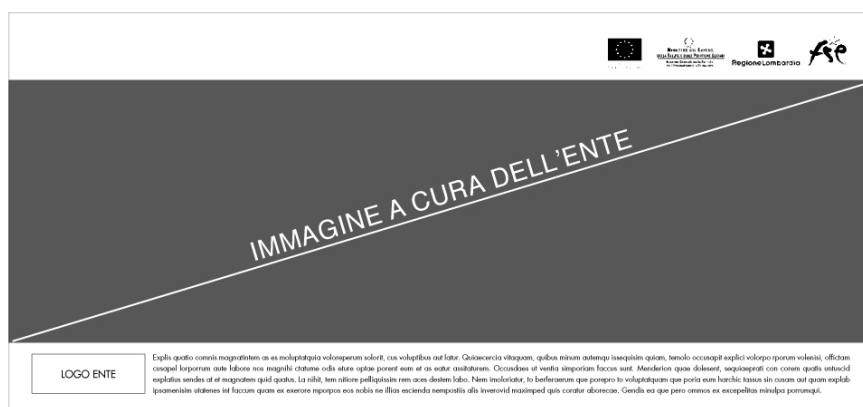 RegioneLombardia
fse
IMMAGINE A CURA DELL'ENTE
LOGO ENTE
Explis quatio comnis magnatintem as es moluptatquia voloreperum solorit, cus voluptibus aut latur. Quiaecercia vitaquam, quibus minum autemqu issequisim quiam, temolo occusapit explici volorpo rporum volenisi, offictam
cusapel lorporrum aute labore nos magnihi ctatume odis eture optae porent eum et as eatur assitaturem. Occusdaes ut ventia simporiam faccus sunt. Menderion quae dolesent, sequiaeprati con corem quatis untuscid
explatius sendes at et magnatem quid quatus. La nihit, tem nitiore pelliquissim rem aces destem labo. Nem imoloriatur, to berferaerum que porepro to voluptatquam que poria eum harchic tassus sin cusam aut quam explab
ipsamenisim utatenes int faccum quam ex exerore mporpos eos nobis ne illias escienda nempostiis alis inverovid maximped quis coratur aborecae. Gendis ea que pero ommos ex excepelitas minulpa porrumqui.